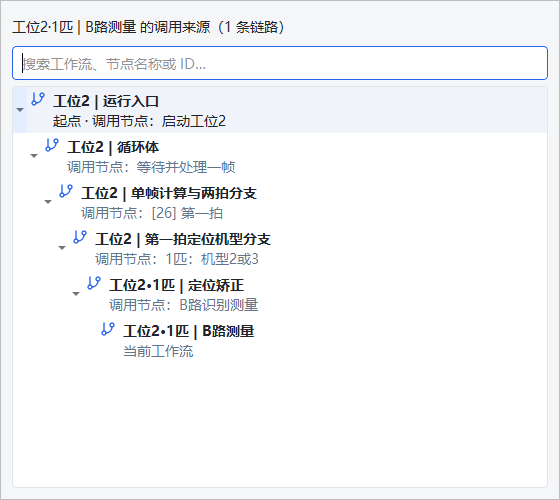 工位2·1匹 | B路测量 的调用来源（1 条链路）
搜索工作流、节点名称或 ID...
工位2 | 运行入口
起点 · 调用节点：启动工位2
工位2 | 循环体
调用节点：等待并处理一帧
工位2 | 单帧计算与两拍分支
调用节点：[26] 第一拍
工位2 | 第一拍定位机型分支
调用节点：1匹：机型2或3
工位2·1匹 | 定位矫正
调用节点：B路识别测量
工位2·1匹 | B路测量
当前工作流